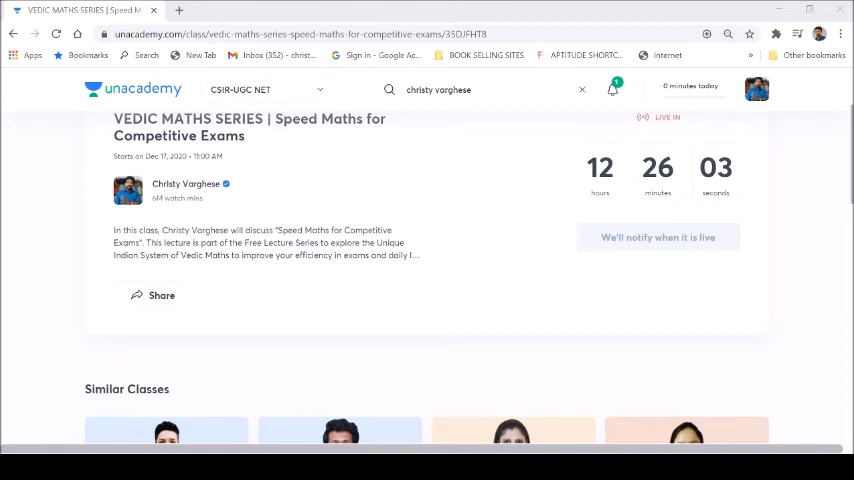 VEDIC MATHS SERIES | Speed M
unacademy.com/class/vedic-maths-series-speed-maths-for-competitive-exams/35DJFHT8
Apps Bookmarks Search New Tab Inbox (352) - christ... Sign in - Google Ac... BOOK SELLING SITES APTITUDE SHORTC... Internet » Other bookmarks
unacademy CSIR-UGC NET christy varghese 1 0 minutes today
VEDIC MATHS SERIES | Speed Maths for
Competitive Exams
Starts on Dec 17, 2020 • 11:00 AM
Christy Varghese
6M watch mins
LIVE IN
12 26 03
hours minutes seconds
We'll notify when it is live
In this class, Christy Varghese will discuss "Speed Maths for Competitive
Exams". This lecture is part of the Free Lecture Series to explore the Unique
Indian System of Vedic Maths to improve your efficiency in exams and daily l...
Share
Similar Classes